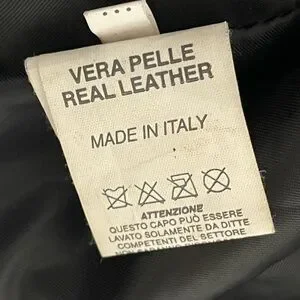 VERA PELLE
REAL LEATHER
MADE IN ITALY
ATTENZIONE
QUESTO CAPO PUÒ ESSERE
LAVATO SOLAMENTE DA DITTE
COMPETENTI DEL SETTORE